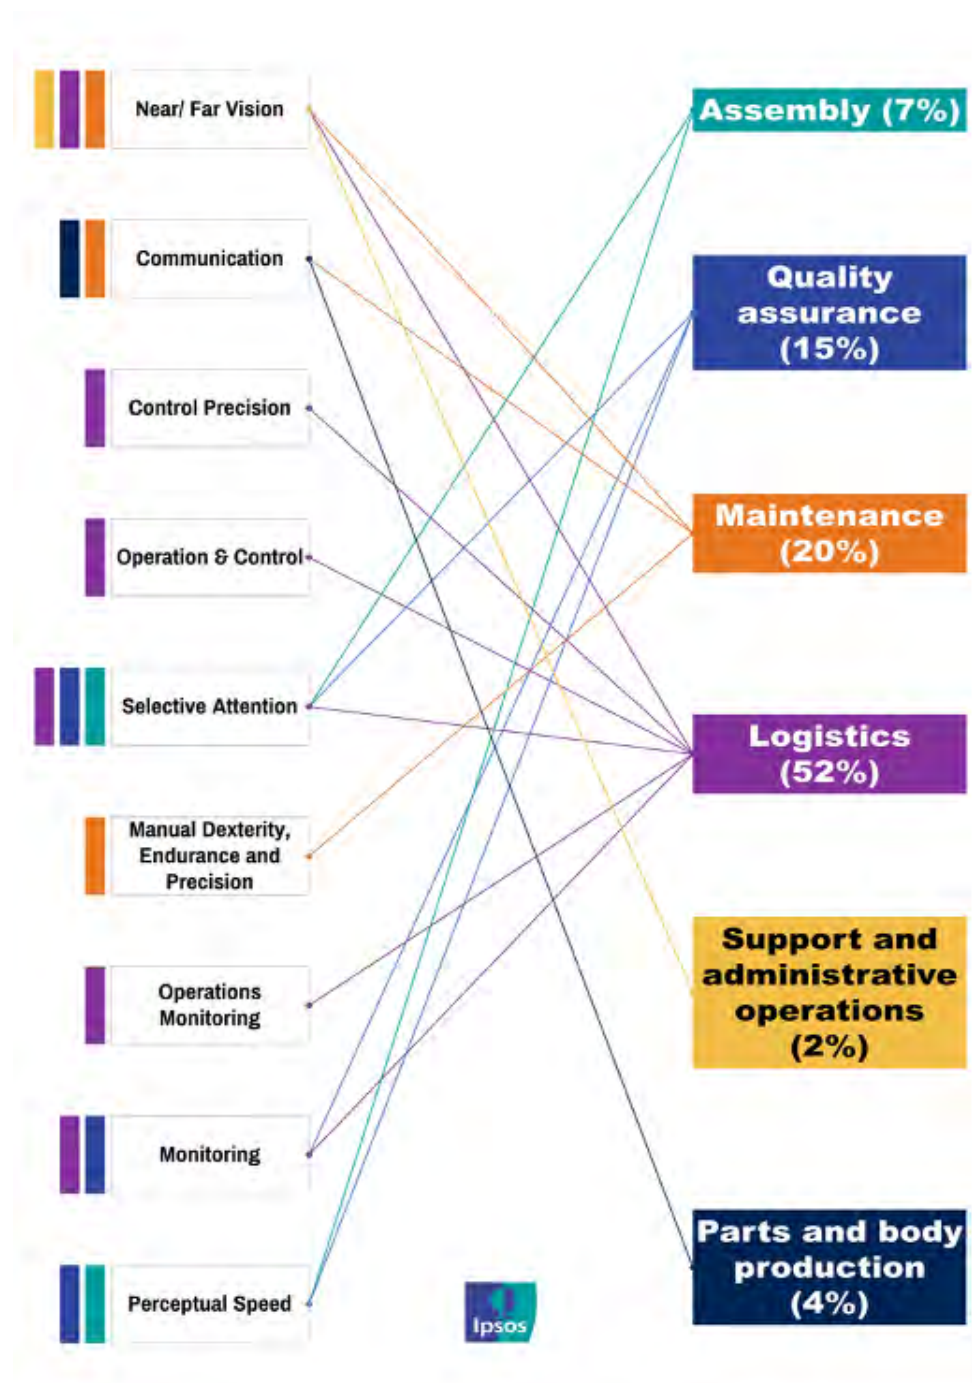 Near/ Far Vision
Communication
Control Precision
Operation & Control
Selective Attention
Manual Dexterity,
Endurance and
Precision
Operations
Monitoring
Monitoring
Perceptual Speed
Assembly (7%)
Quality
assurance
(15%)
Maintenance
(20%)
Logistics
(52%)
Support and
administrative
operations
(2%)
Parts and body
production
(4%)
Ipsos